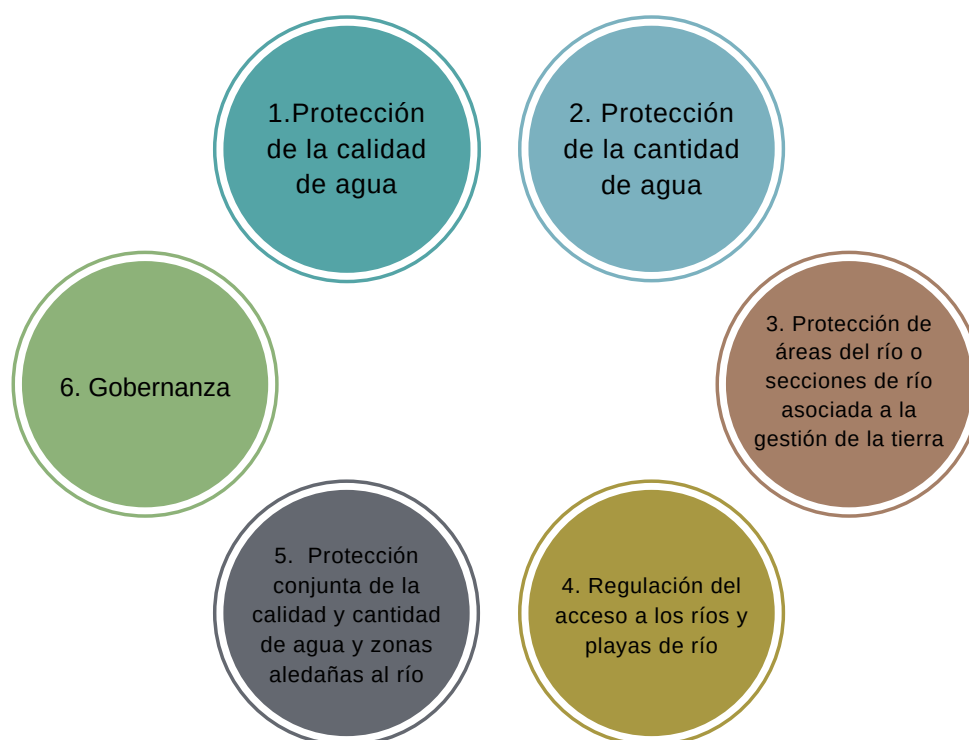 1.Protección
de la calidad
de agua
2. Protección
de la cantidad
de agua
3. Protección de
áreas del río o
secciones de río
asociada a la
gestión de la tierra
4. Regulación del
acceso a los ríos y
playas de río
5. Protección
conjunta de la
calidad y cantidad
de agua y zonas
aledañas al río
6. Gobernanza